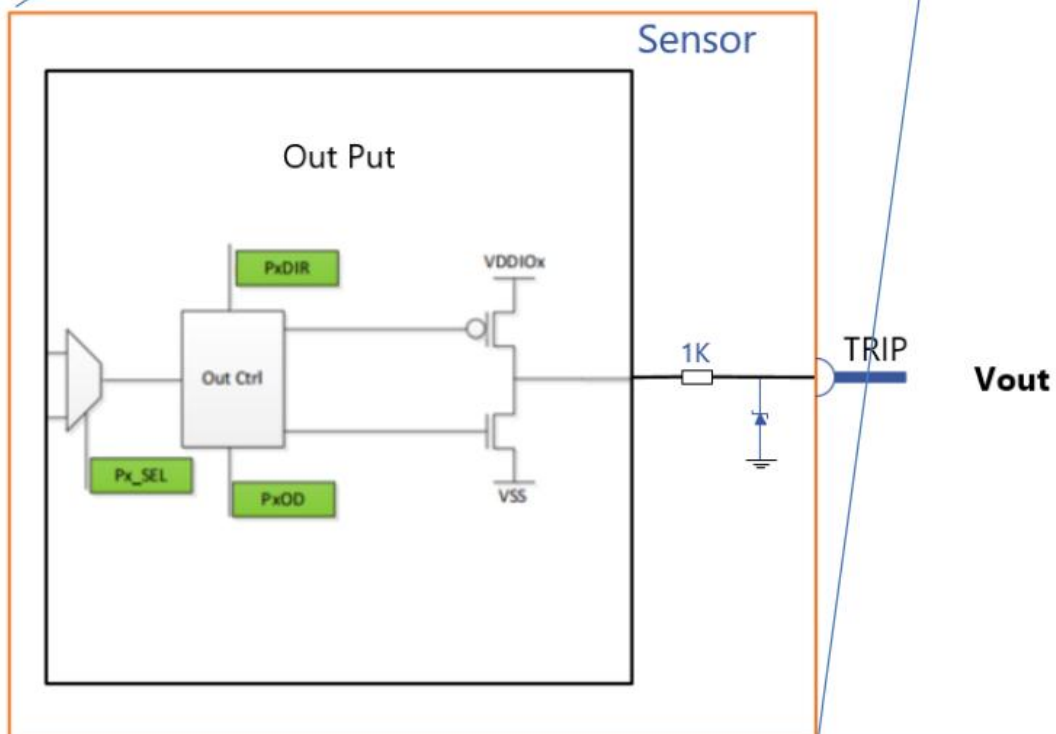 Sensor
Out Put
PxDIR
VDDIOx
1K
TRIP
Out Ctrl
Vout
Px_SEL
PxOD
VSS